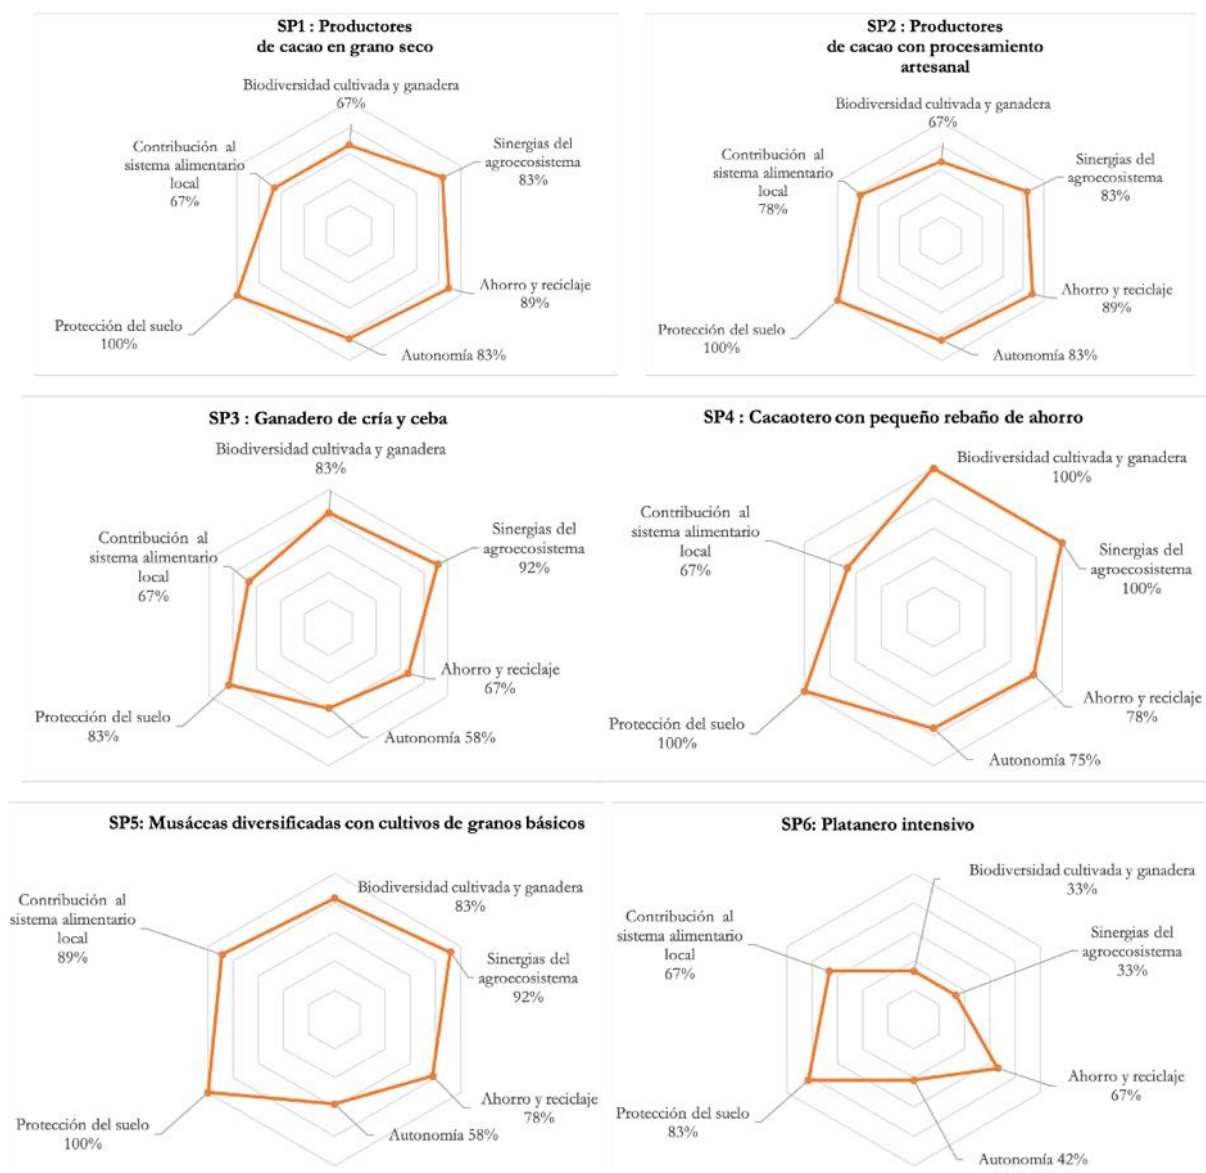 SP1 : Productores
de cacao en grano seco
Biodiversidad cultivada y ganadera
67%
Sinergias del
agroecosistema
83%
Ahorro y reciclaje
89%
Autonomía 83%
Protección del suelo
100%
Contribución al
sistema alimentario
local
67%
SP2 : Productores
de cacao con procesamiento
artesanal
Biodiversidad cultivada y ganadera
67%
Sinergias del
agroecosistema
83%
Ahorro y reciclaje
89%
Autonomía 83%
Protección del suelo
100%
Contribución al
sistema alimentario
local
78%
SP3 : Ganadero de cría y ceba
Biodiversidad cultivada y ganadera
83%
Sinergias del
agroecosistema
92%
Ahorro y reciclaje
67%
Autonomía 58%
Protección del suelo
83%
Contribución al
sistema alimentario
local
67%
SP4 : Cacaotero con pequeño rebaño de ahorro
Biodiversidad cultivada y ganadera
100%
Sinergias del
agroecosistema
100%
Ahorro y reciclaje
78%
Autonomía 75%
Protección del suelo
100%
Contribución al
sistema alimentario
local
67%
SP5: Musáceas diversificadas con cultivos de granos básicos
Biodiversidad cultivada y ganadera
83%
Sinergias del
agroecosistema
92%
Ahorro y reciclaje
78%
Autonomía 58%
Protección del suelo
100%
Contribución al
sistema alimentario
local
89%
SP6: Platanero intensivo
Biodiversidad cultivada y ganadera
33%
Sinergias del
agroecosistema
33%
Ahorro y reciclaje
67%
Autonomía 42%
Protección del suelo
83%
Contribución al
sistema alimentario
local
67%